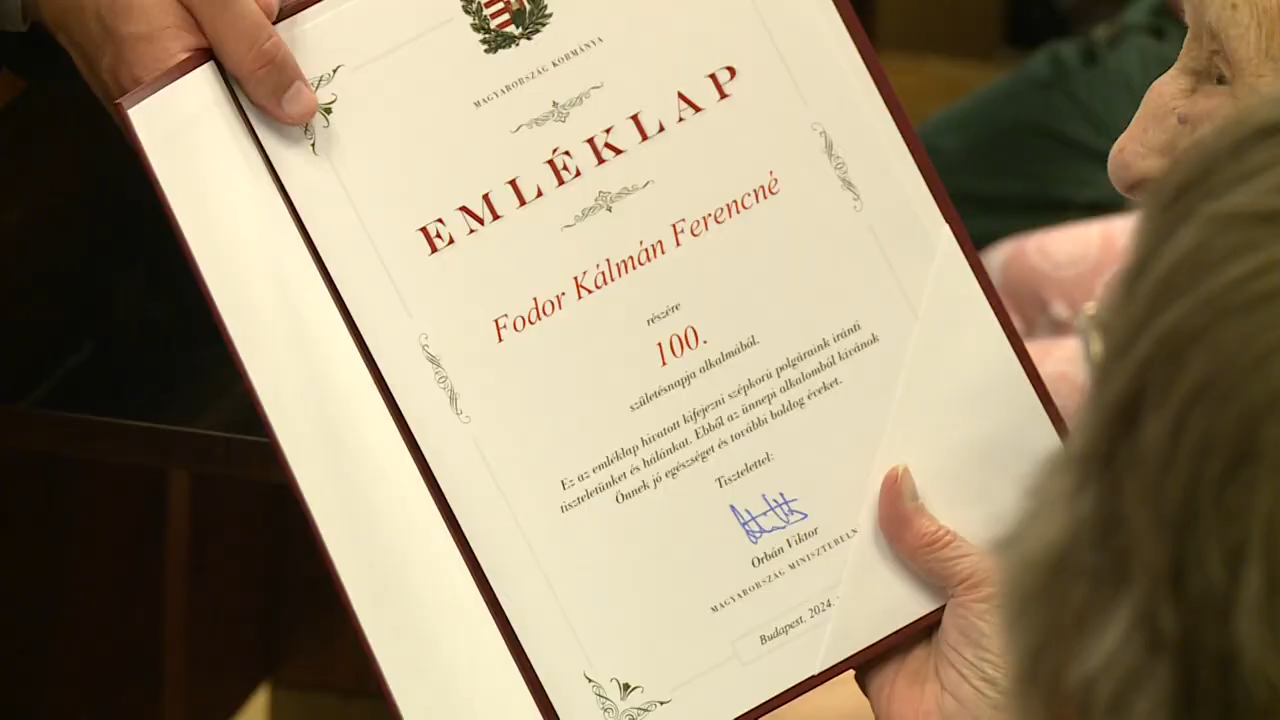 MAGYARORSZÁG KORMÁNYA
EMLÉKLAP
Fodor Kálmán Ferencné
részére
100.
születésnapja alkalmából.
Ez az emléklap hivatott kifejezni szépkorú polgáraink iránti
tiszteletünket és hálánkat. Ebből az ünnepi alkalomból kívánok
Önnek jó egészséget és további boldog éveket.
Tisztelettel:
Orbán Viktor
MAGYARORSZÁG MINISZTERELN
Budapest, 2024.